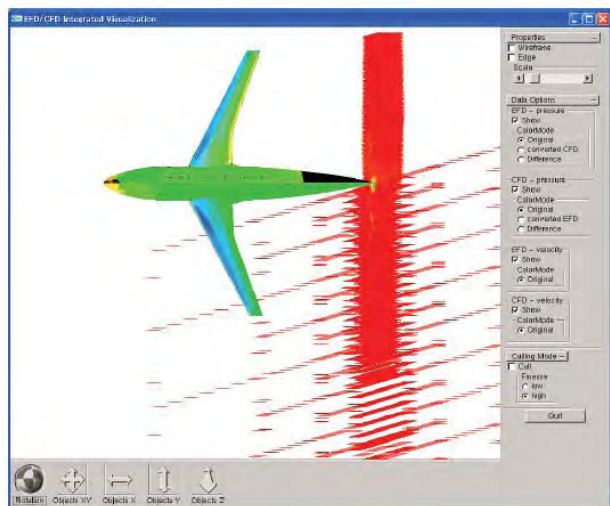 EFD/CFD Integrated Visualization
Properties
Wireframe
Edge
Scale
Data Options
EFD - pressure
Show
ColorMode
Original
converted CFD
Difference
CFD - pressure
Show
ColorMode
Original
converted EFD
Difference
EFD - velocity
Show
ColorMode
Original
CFD - velocity
Show
ColorMode
Original
Culling Mode
Cull
Finesse
low
high
Quit
Rotation
Objects XY
Objects X
Objects Y
Objects Z